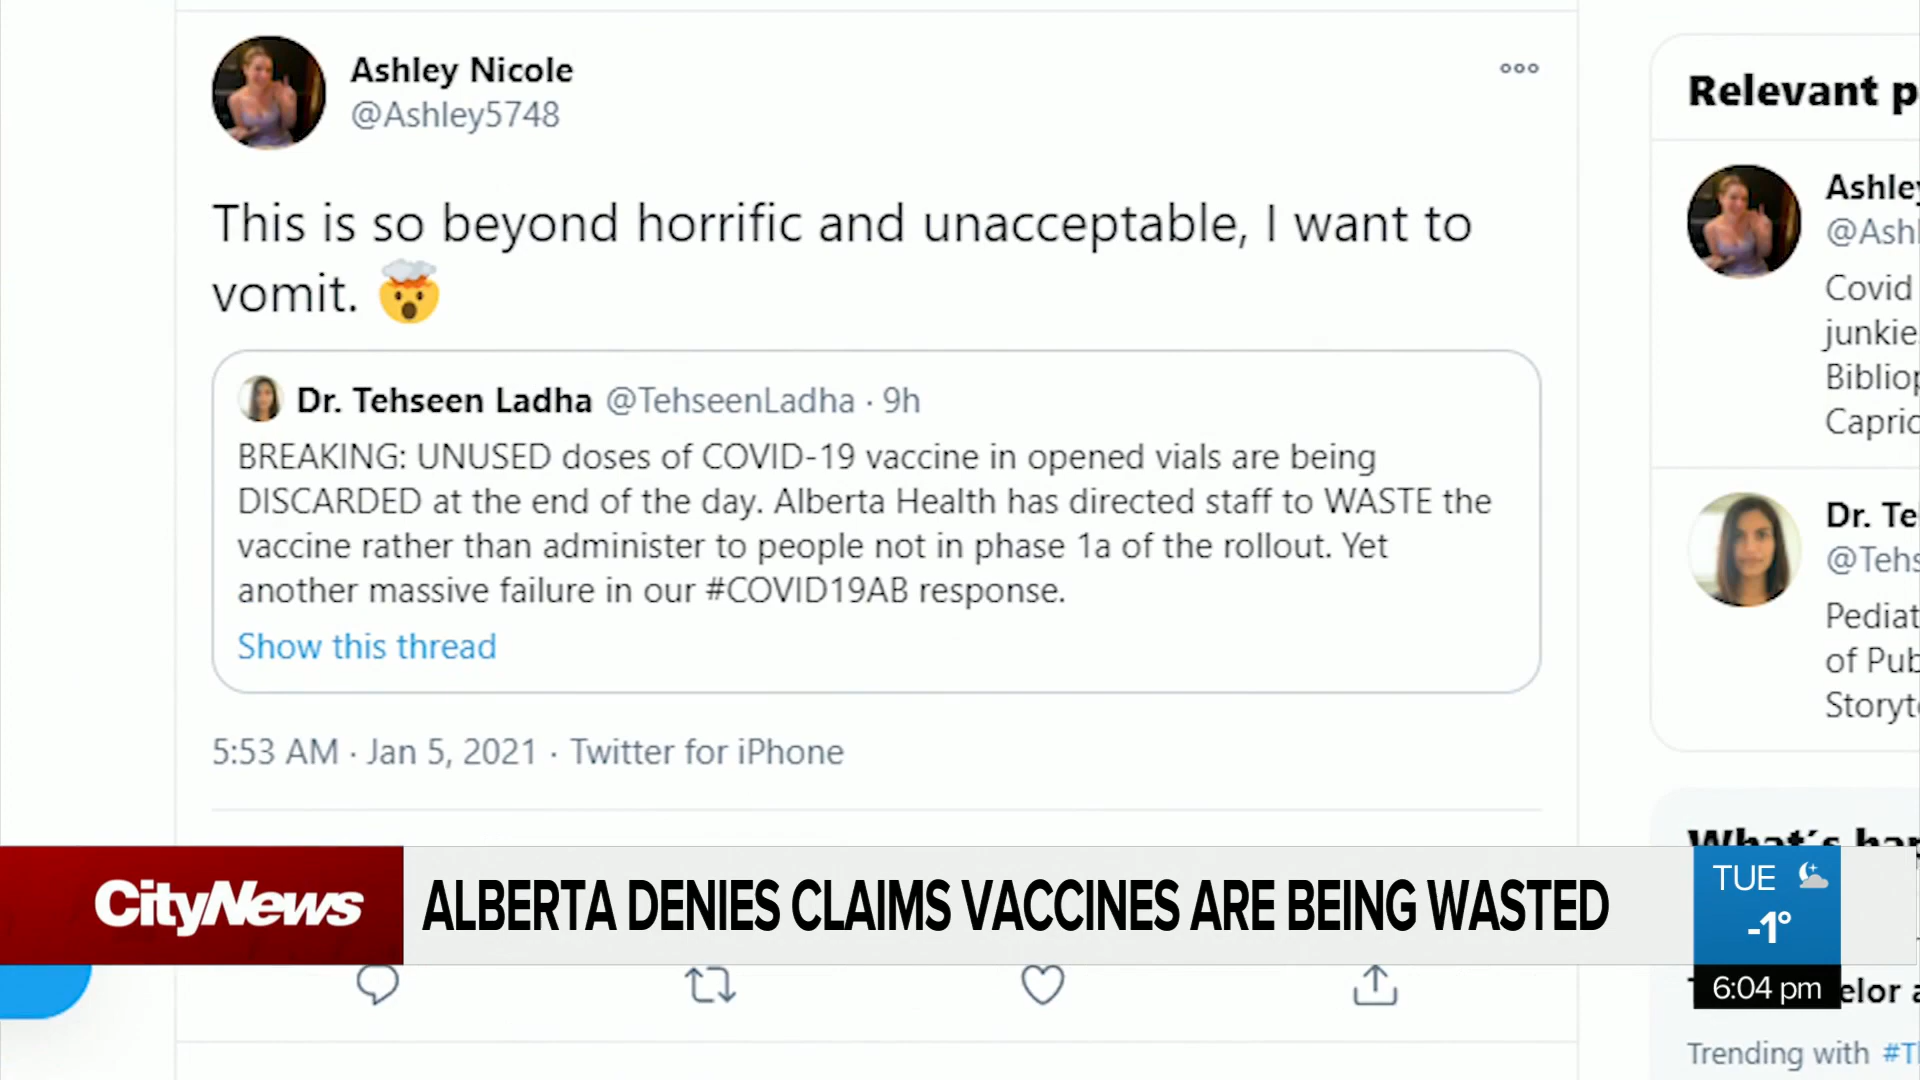 Ashley Nicole
@Ashley5748
This is so beyond horrific and unacceptable, I want to
vomit. 🤯
Dr. Tehseen Ladha @TehseenLadha · 9h
BREAKING: UNUSED doses of COVID-19 vaccine in opened vials are being
DISCARDED at the end of the day. Alberta Health has directed staff to WASTE the
vaccine rather than administer to people not in phase 1a of the rollout. Yet
another massive failure in our #COVID19AB response.
Show this thread
5:53 AM · Jan 5, 2021 · Twitter for iPhone
Relevant p
Ashley
@Ashl
Covid
junkie.
Bibliop
Capric
Dr. Te
@Tehs
Pediat
of Pub
Storyte
What's hap
elor a
Trending with #T
CityNews
ALBERTA DENIES CLAIMS VACCINES ARE BEING WASTED
TUE
-1°
6:04 pm